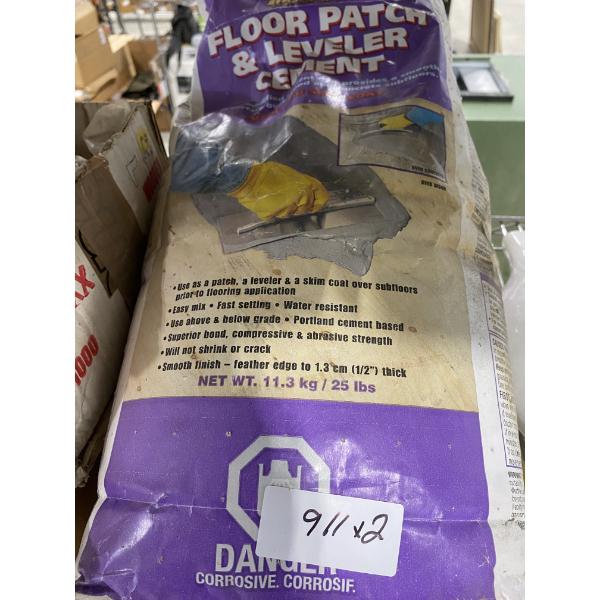 FLOOR PATCH
& LEVELER
CEMENT
OVER WOOD
•Use as a patch, a leveler & a skim coat over subfloors
prior to flooring application
•Easy mix • Fast setting • Water resistant
•Use above & below grade • Portland cement based
•Superior bond, compressive & abrasive strength
•Will not shrink or crack
•Smooth finish – feather edge to 1.3 cm (1/2") thick
NET WT. 11.3 kg / 25 lbs
911x2
DANGER
CORROSIVE. CORROSIF.